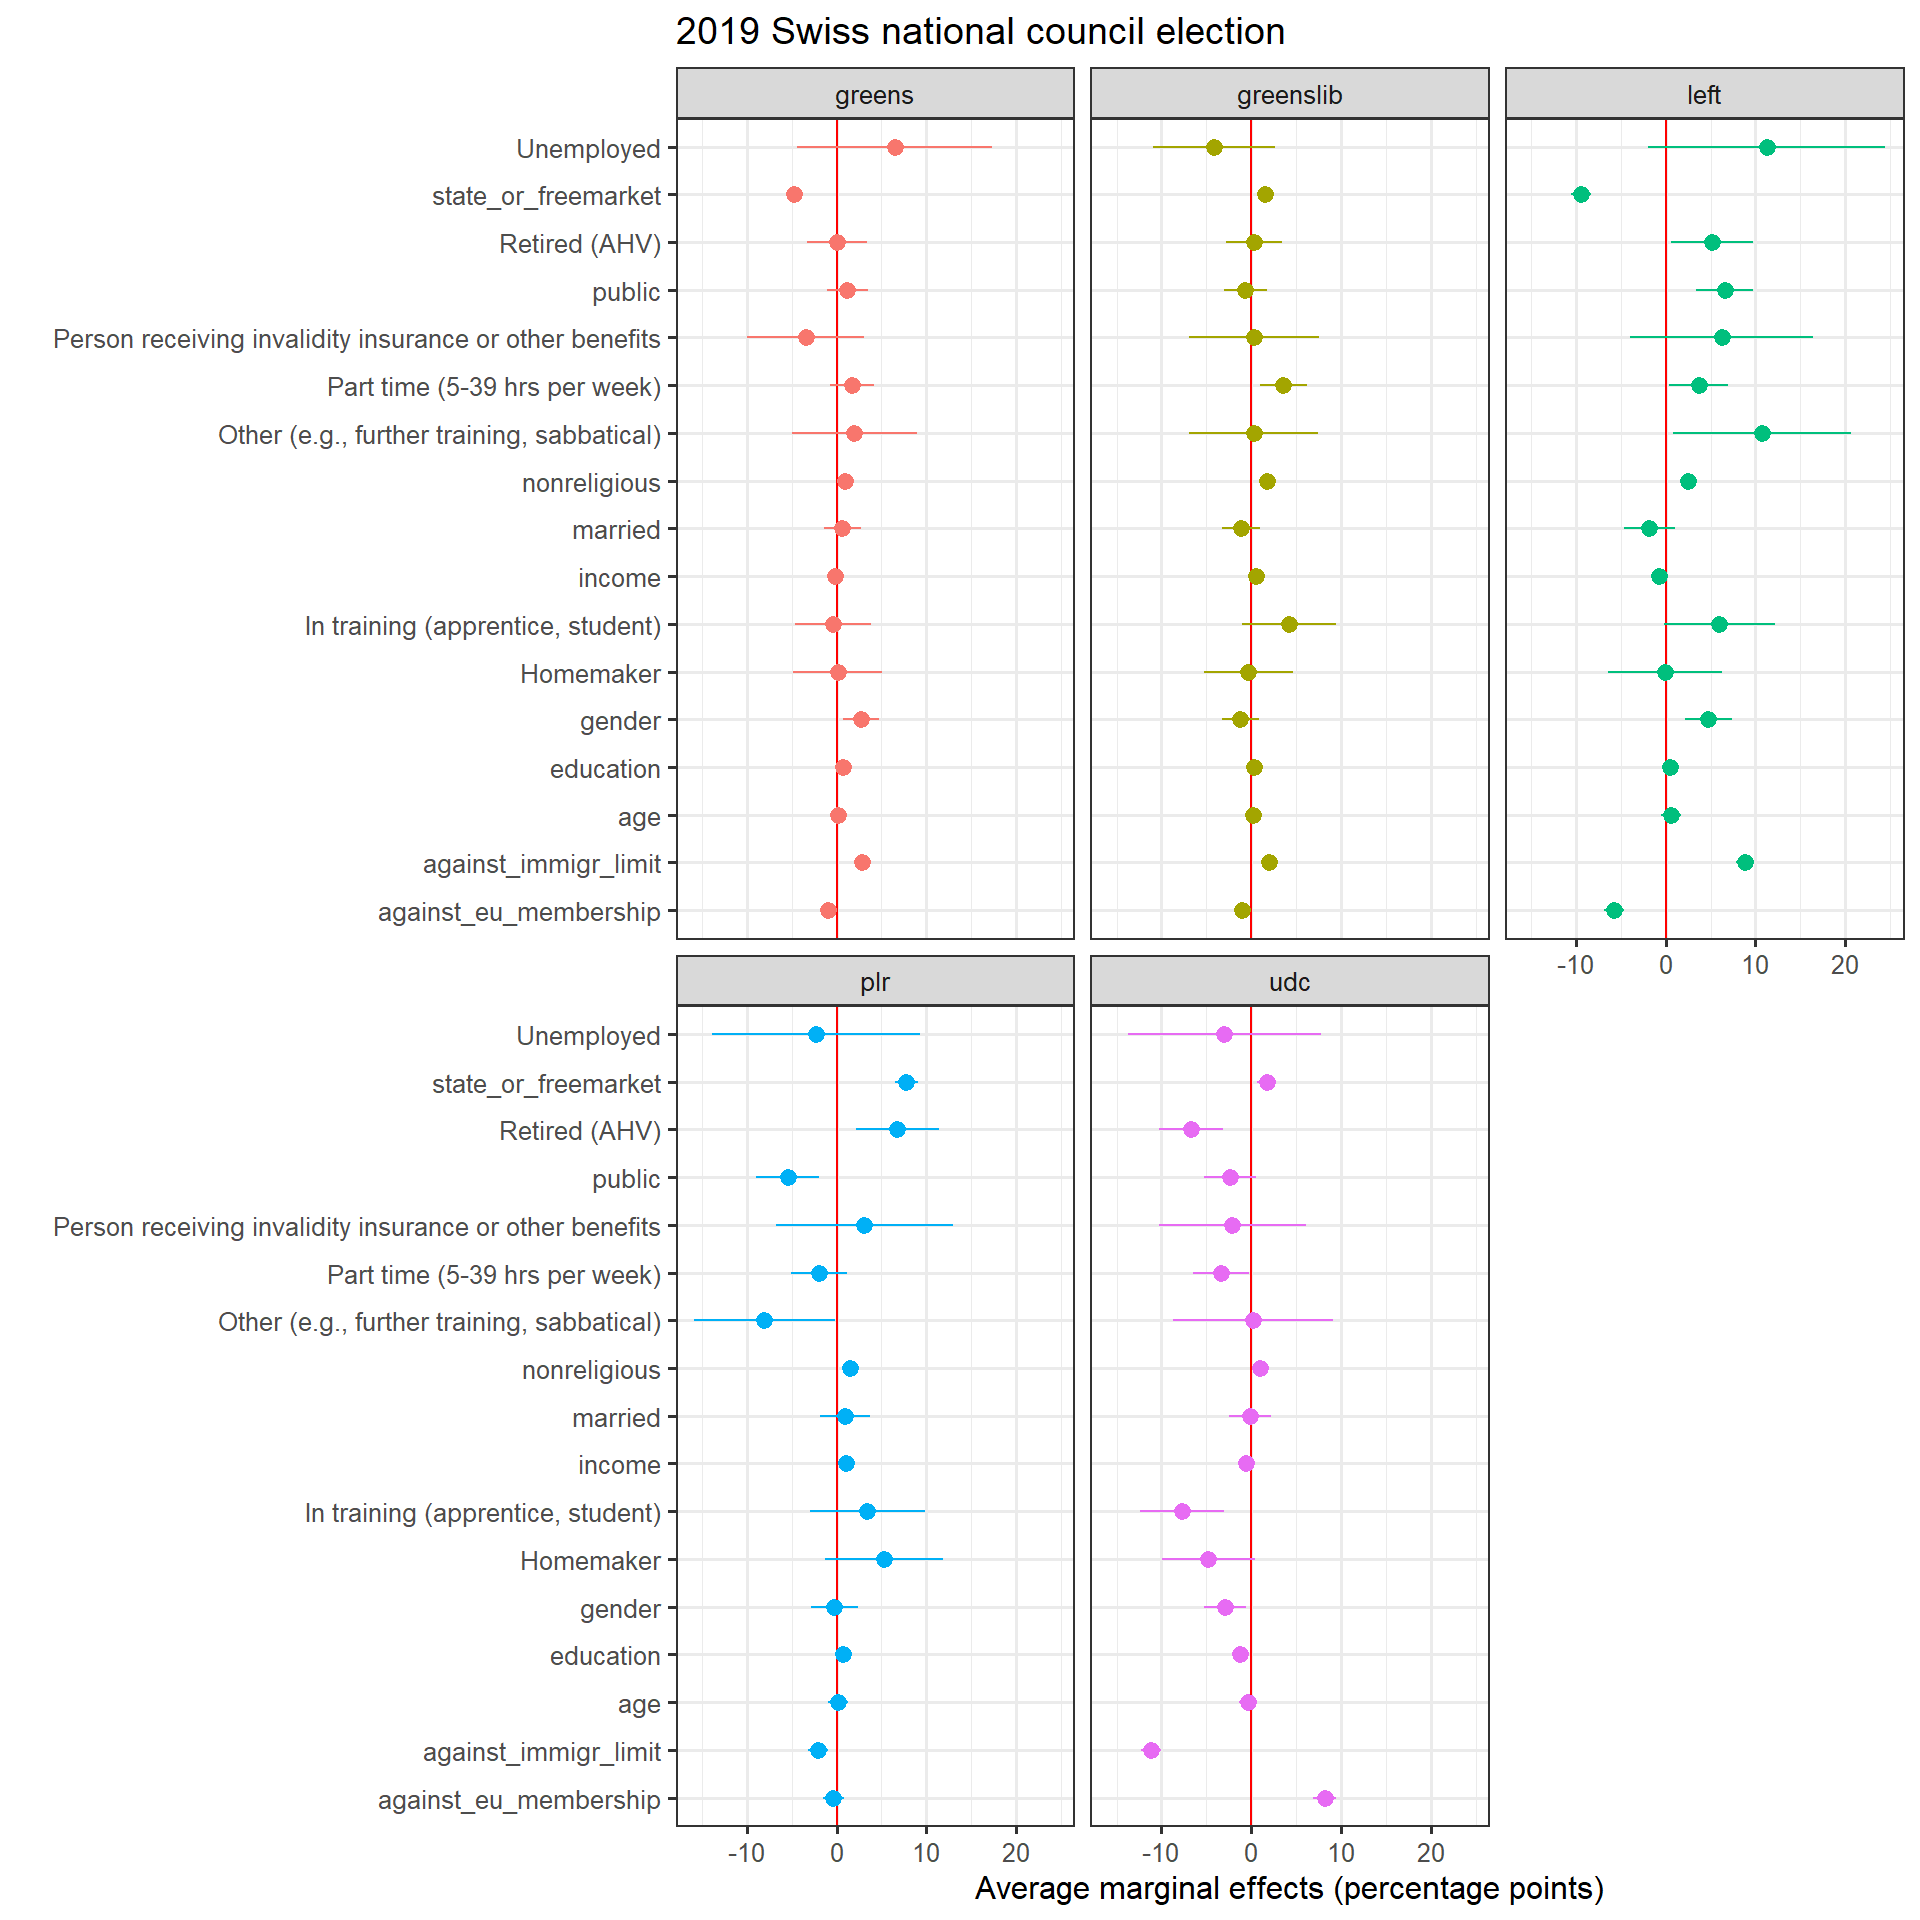 2019 Swiss national council election
greens
greenslib
left
Unemployed
state_or_freemarket
Retired (AHV)
public
Person receiving invalidity insurance or other benefits
Part time (5-39 hrs per week)
Other (e.g., further training, sabbatical)
nonreligious
married
income
In training (apprentice, student)
Homemaker
gender
education
age
against_immigr_limit
against_eu_membership
-10 0 10 20
plr
udc
Unemployed
state_or_freemarket
Retired (AHV)
public
Person receiving invalidity insurance or other benefits
Part time (5-39 hrs per week)
Other (e.g., further training, sabbatical)
nonreligious
married
income
In training (apprentice, student)
Homemaker
gender
education
age
against_immigr_limit
against_eu_membership
-10 0 10 20
-10 0 10 20
Average marginal effects (percentage points)